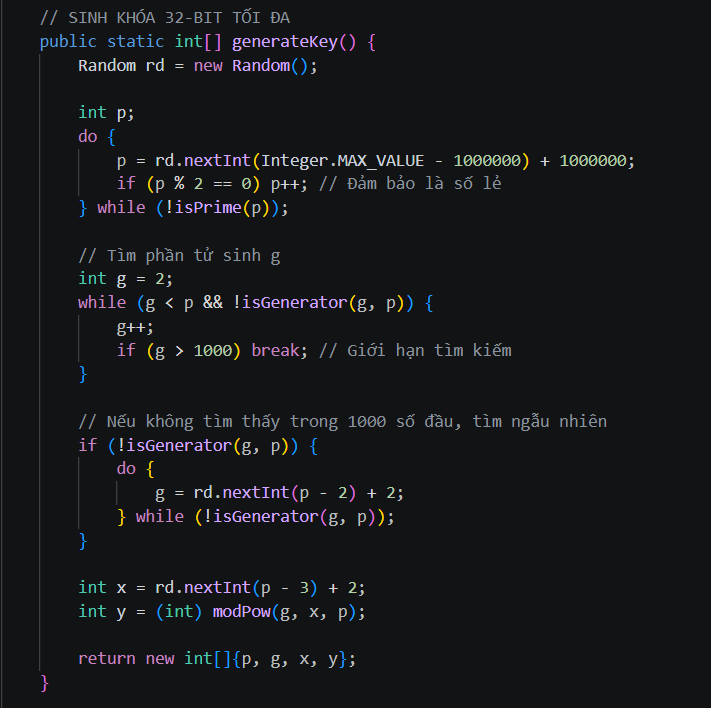 // SINH KHÓA 32-BIT TỐI ĐA
public static int[] generateKey() {
Random rd = new Random();
int p;
do {
p = rd.nextInt(Integer.MAX_VALUE - 1000000) + 1000000;
if (p % 2 == 0) p++; // Đảm bảo là số lẻ
} while (!isPrime(p));
// Tìm phần tử sinh g
int g = 2;
while (g < p && !isGenerator(g, p)) {
g++;
if (g > 1000) break; // Giới hạn tìm kiếm
}
// Nếu không tìm thấy trong 1000 số đầu, tìm ngẫu nhiên
if (!isGenerator(g, p)) {
do {
g = rd.nextInt(p - 2) + 2;
} while (!isGenerator(g, p));
}
int x = rd.nextInt(p - 3) + 2;
int y = (int) modPow(g, x, p);
return new int[]{p, g, x, y};
}